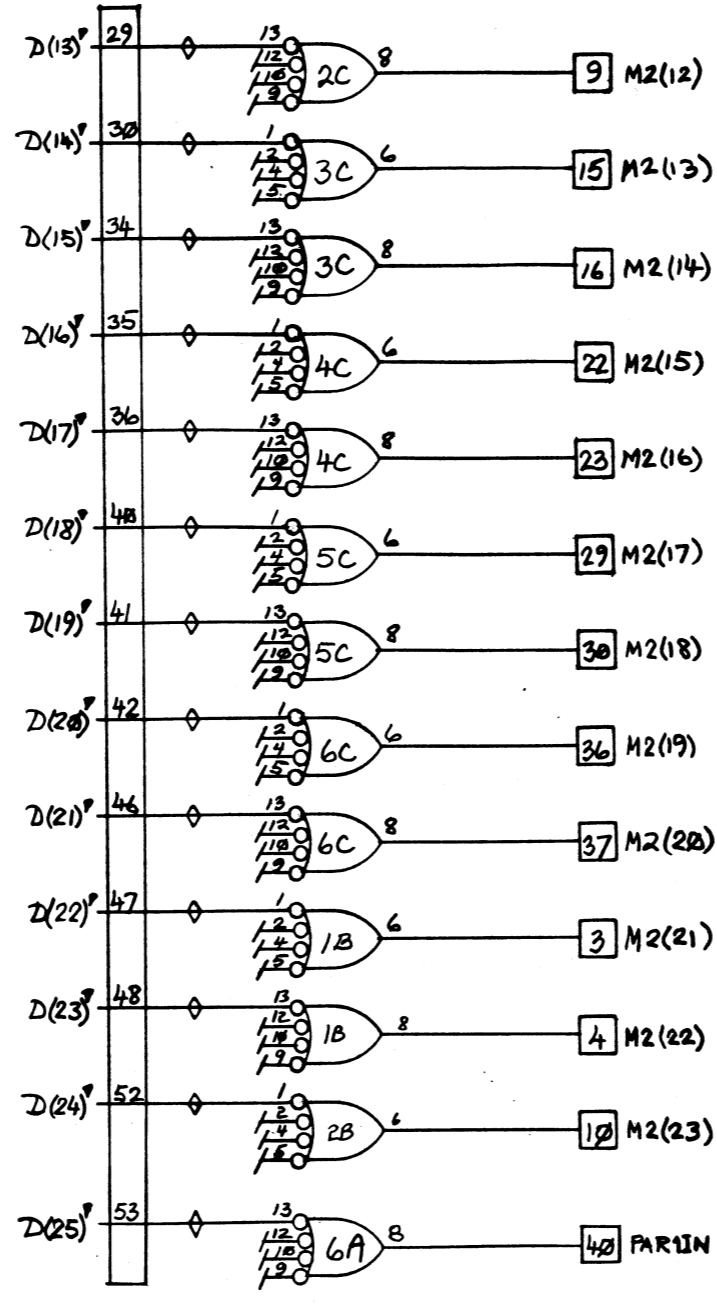 D(13)' 29 13 12 10 9 2C 8 9 M2(12)
D(14)' 30 1 2 4 5 3C 6 15 M2(13)
D(15)' 34 13 12 10 9 3C 8 16 M2(14)
D(16)' 35 1 2 4 5 4C 6 22 M2(15)
D(17)' 36 13 12 10 9 4C 8 23 M2(16)
D(18)' 40 1 2 4 5 5C 6 29 M2(17)
D(19)' 41 13 12 10 9 5C 8 30 M2(18)
D(20)' 42 1 2 4 5 6C 6 36 M2(19)
D(21)' 46 13 12 10 9 6C 8 37 M2(20)
D(22)' 47 1 2 4 5 1B 6 3 M2(21)
D(23)' 48 13 12 10 9 1B 8 4 M2(22)
D(24)' 52 1 2 4 5 2B 6 10 M2(23)
D(25)' 53 13 12 10 9 6A 8 40 PAR1IN